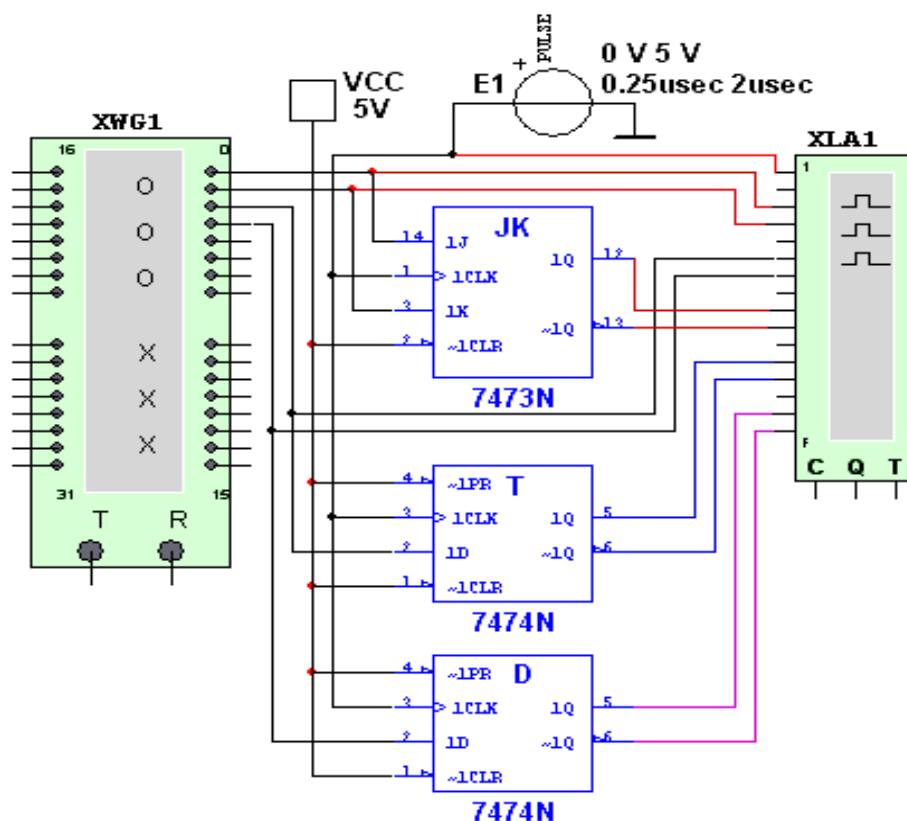 PULSE
+
0 V 5 V
0.25usec 2usec
E1
VCC
5V
XWG1
XLA1
16 0
O
O
O
X
X
X
31 15
T R
1
F
C Q T
JK
14 1J
1 1CLK
3 1K
2 ~1CLR
1Q 12
~1Q 13
7473N
T
4 ~1PR
3 1CLK
2 1D
1 ~1CLR
1Q 5
~1Q 6
7474N
D
4 ~1PR
3 1CLK
2 1D
1 ~1CLR
1Q 5
~1Q 6
7474N